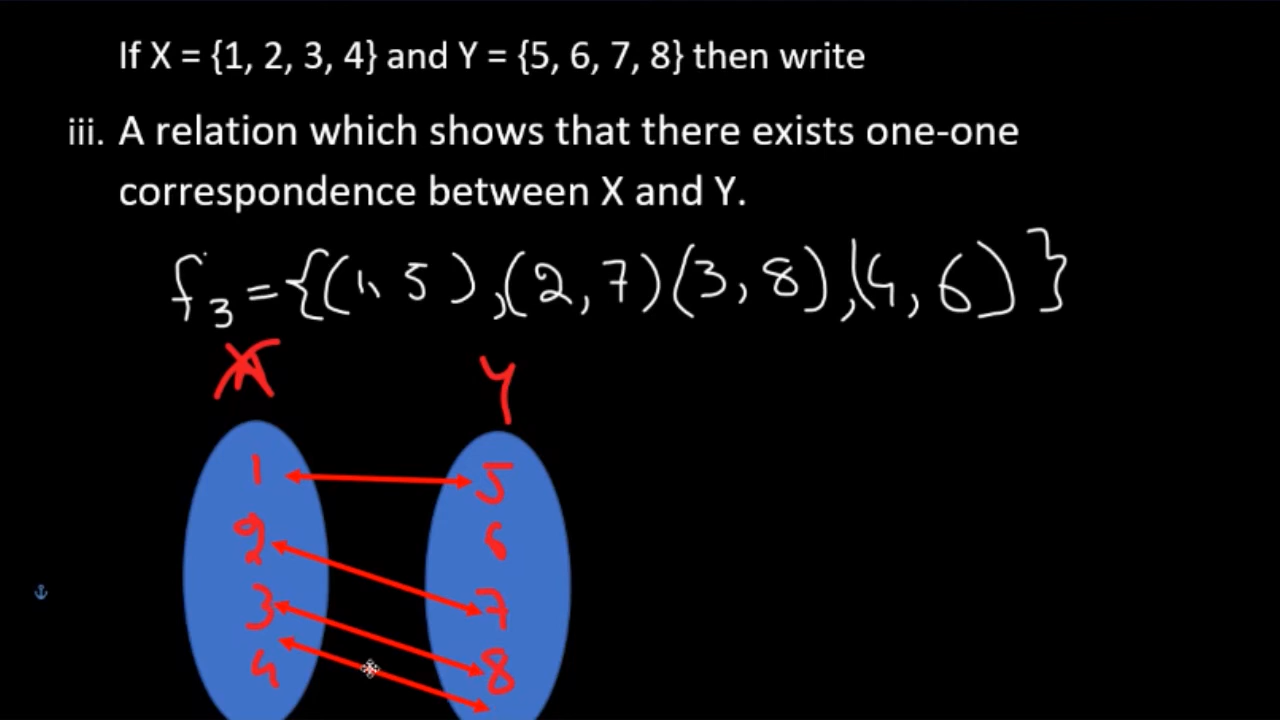 If X = {1, 2, 3, 4} and Y = {5, 6, 7, 8} then write
iii. A relation which shows that there exists one-one
correspondence between X and Y.
f₃={(1,5),(2,7)(3,8),(4,6)}
X Y
1 5
2 6
3 7
4 8